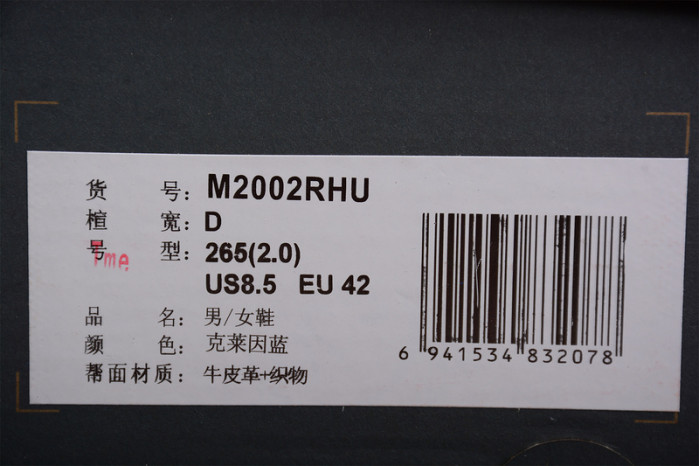 货 号: M2002RHU
楦 宽: D
号 型: 265(2.0)
US8.5 EU 42
品 名: 男/女鞋
颜 色: 克莱因蓝
帮面材质: 牛皮革+织物
6 941534 832078